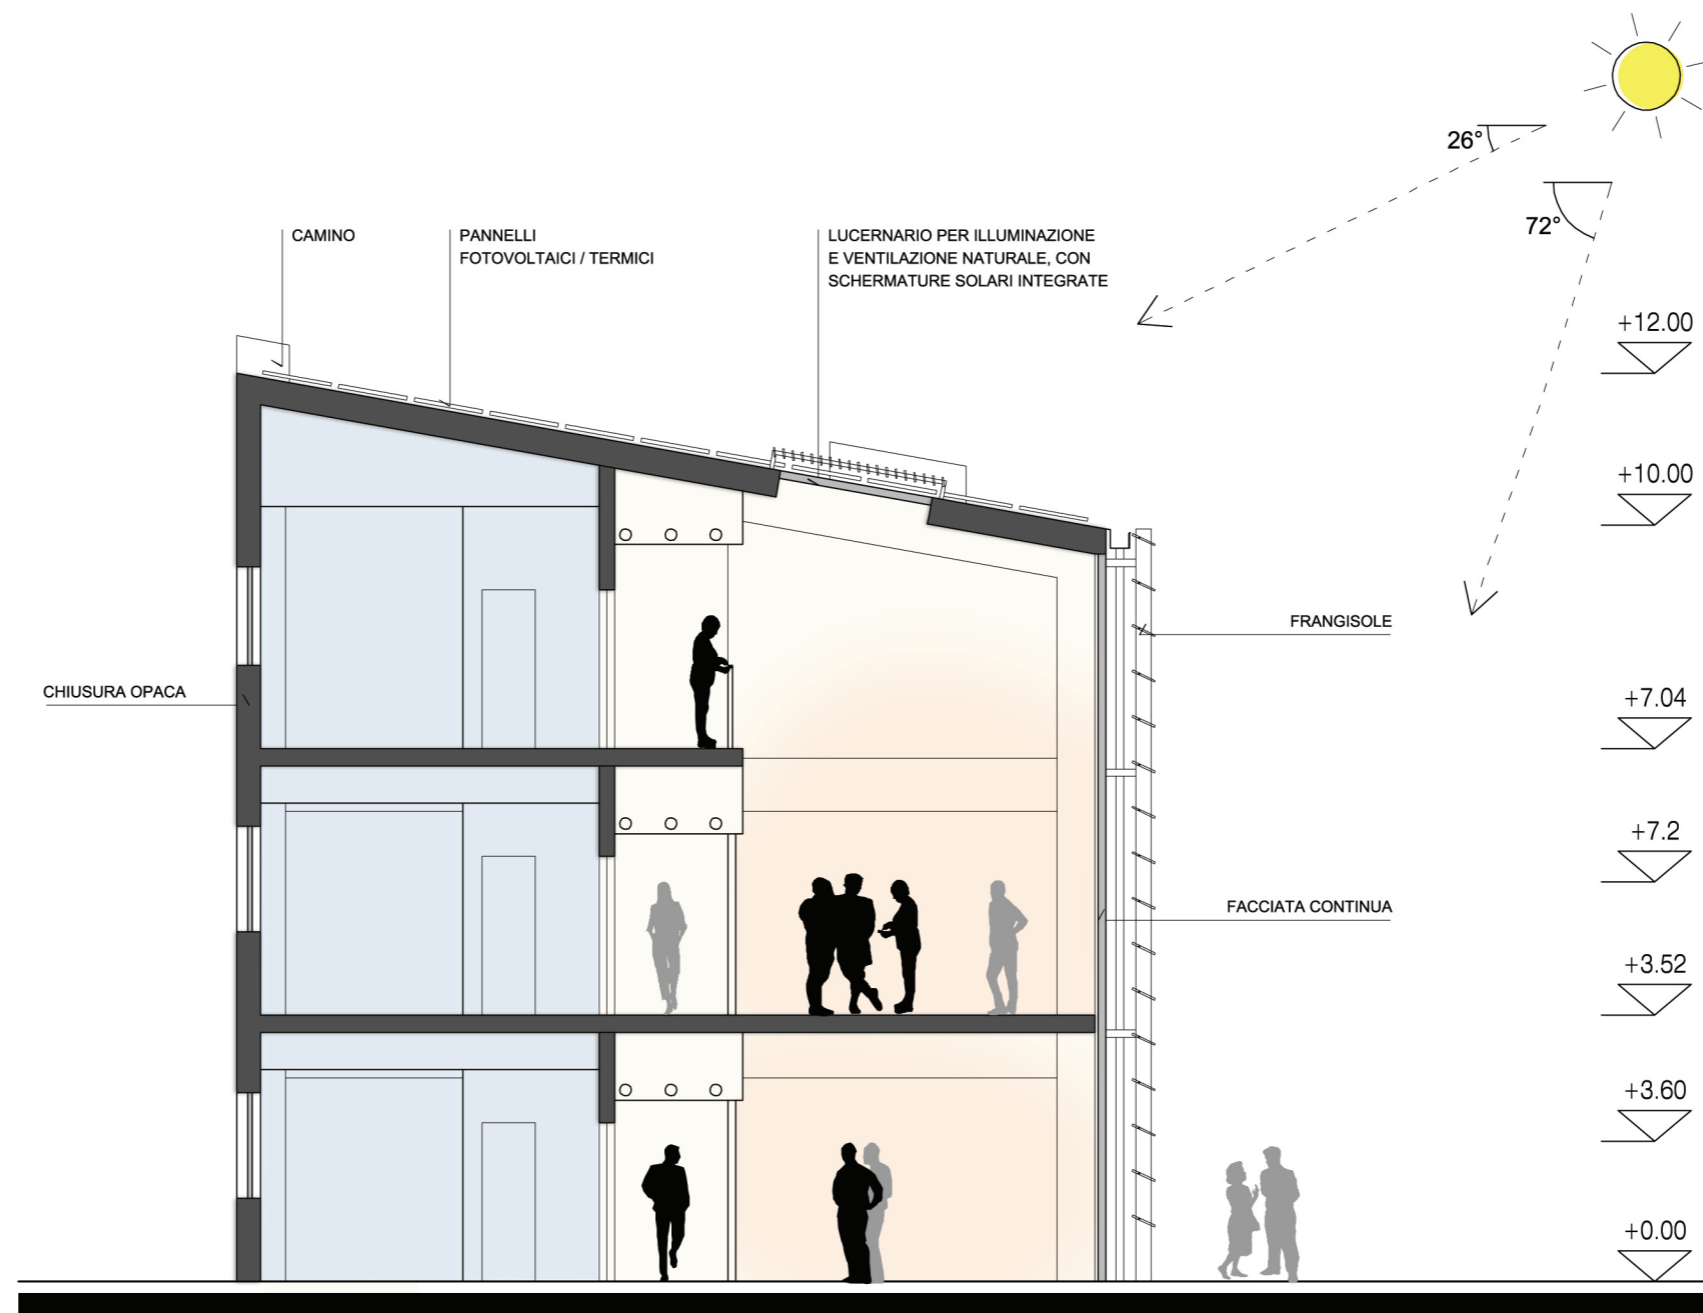 26°
72°
CAMINO
PANNELLI
FOTOVOLTAICI / TERMICI
LUCERNARIO PER ILLUMINAZIONE
E VENTILAZIONE NATURALE, CON
SCHERMATURE SOLARI INTEGRATE
+12.00
+10.00
FRANGISOLE
CHIUSURA OPACA
+7.04
+7.2
FACCIATA CONTINUA
+3.52
+3.60
+0.00